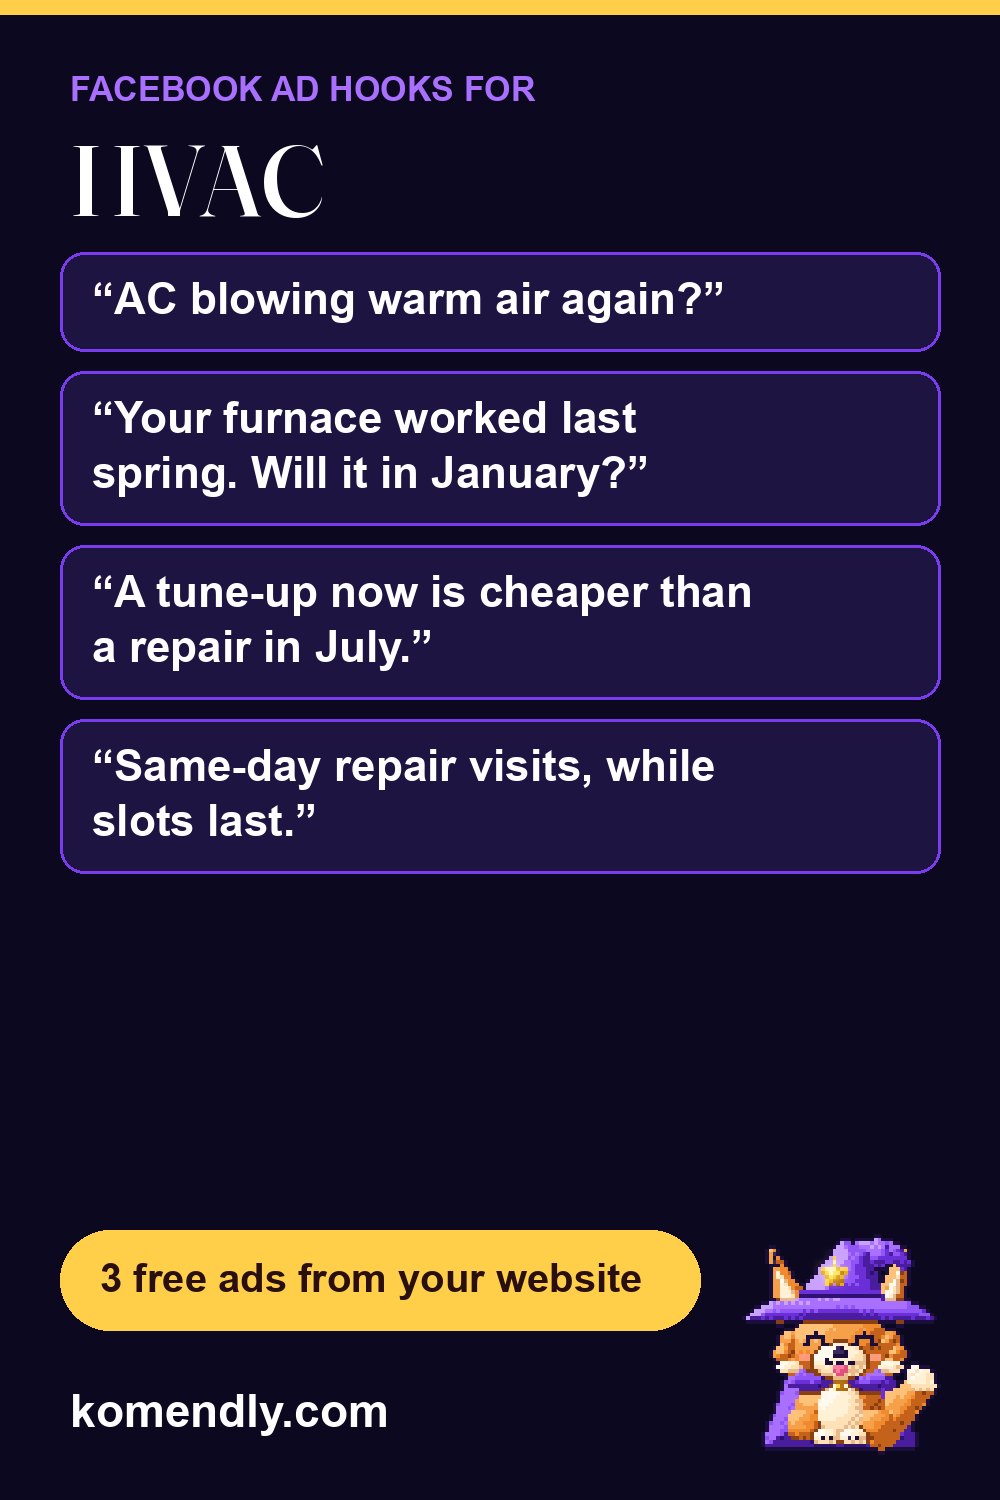 FACEBOOK AD HOOKS FOR
HVAC
“AC blowing warm air again?”
“Your furnace worked last
spring. Will it in January?”
“A tune-up now is cheaper than
a repair in July.”
“Same-day repair visits, while
slots last.”
3 free ads from your website
komendly.com